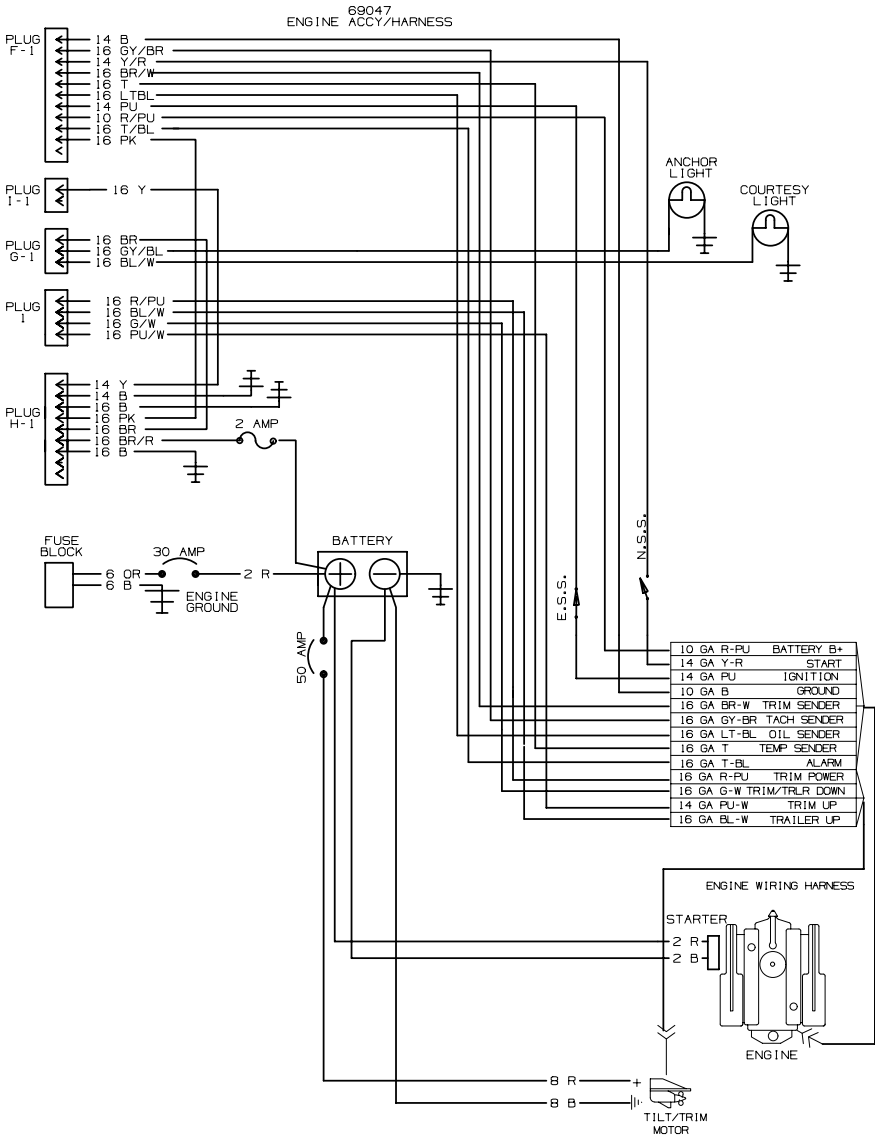 69047
ENGINE ACCY/HARNESS
PLUG
F-1
14 B
16 GY/BR
14 Y/R
16 BR/W
16 T
16 LTBL
14 PU
10 R/PU
16 T/BL
16 PK
PLUG
I-1
16 Y
ANCHOR
LIGHT
COURTESY
LIGHT
PLUG
G-1
16 BR
16 GY/BL
16 BL/W
PLUG
1
16 R/PU
16 BL/W
16 G/W
16 PU/W
PLUG
H-1
14 Y
14 B
16 B
16 PK
16 BR
16 BR/R
16 B
2 AMP
FUSE
BLOCK
30 AMP
BATTERY
6 OR
6 B
2 R
ENGINE
GROUND
50 AMP
E.S.S.
N.S.S.
10 GA R-PU BATTERY B+
14 GA Y-R START
14 GA PU IGNITION
10 GA B GROUND
16 GA BR-W TRIM SENDER
16 GA GY-BR TACH SENDER
16 GA LT-BL OIL SENDER
16 GA T TEMP SENDER
16 GA T-BL ALARM
16 GA R-PU TRIM POWER
16 GA G-W TRIM/TRLR DOWN
14 GA PU-W TRIM UP
16 GA BL-W TRAILER UP
ENGINE WIRING HARNESS
STARTER
2 R
2 B
ENGINE
8 R +
8 B
TILT/TRIM
MOTOR